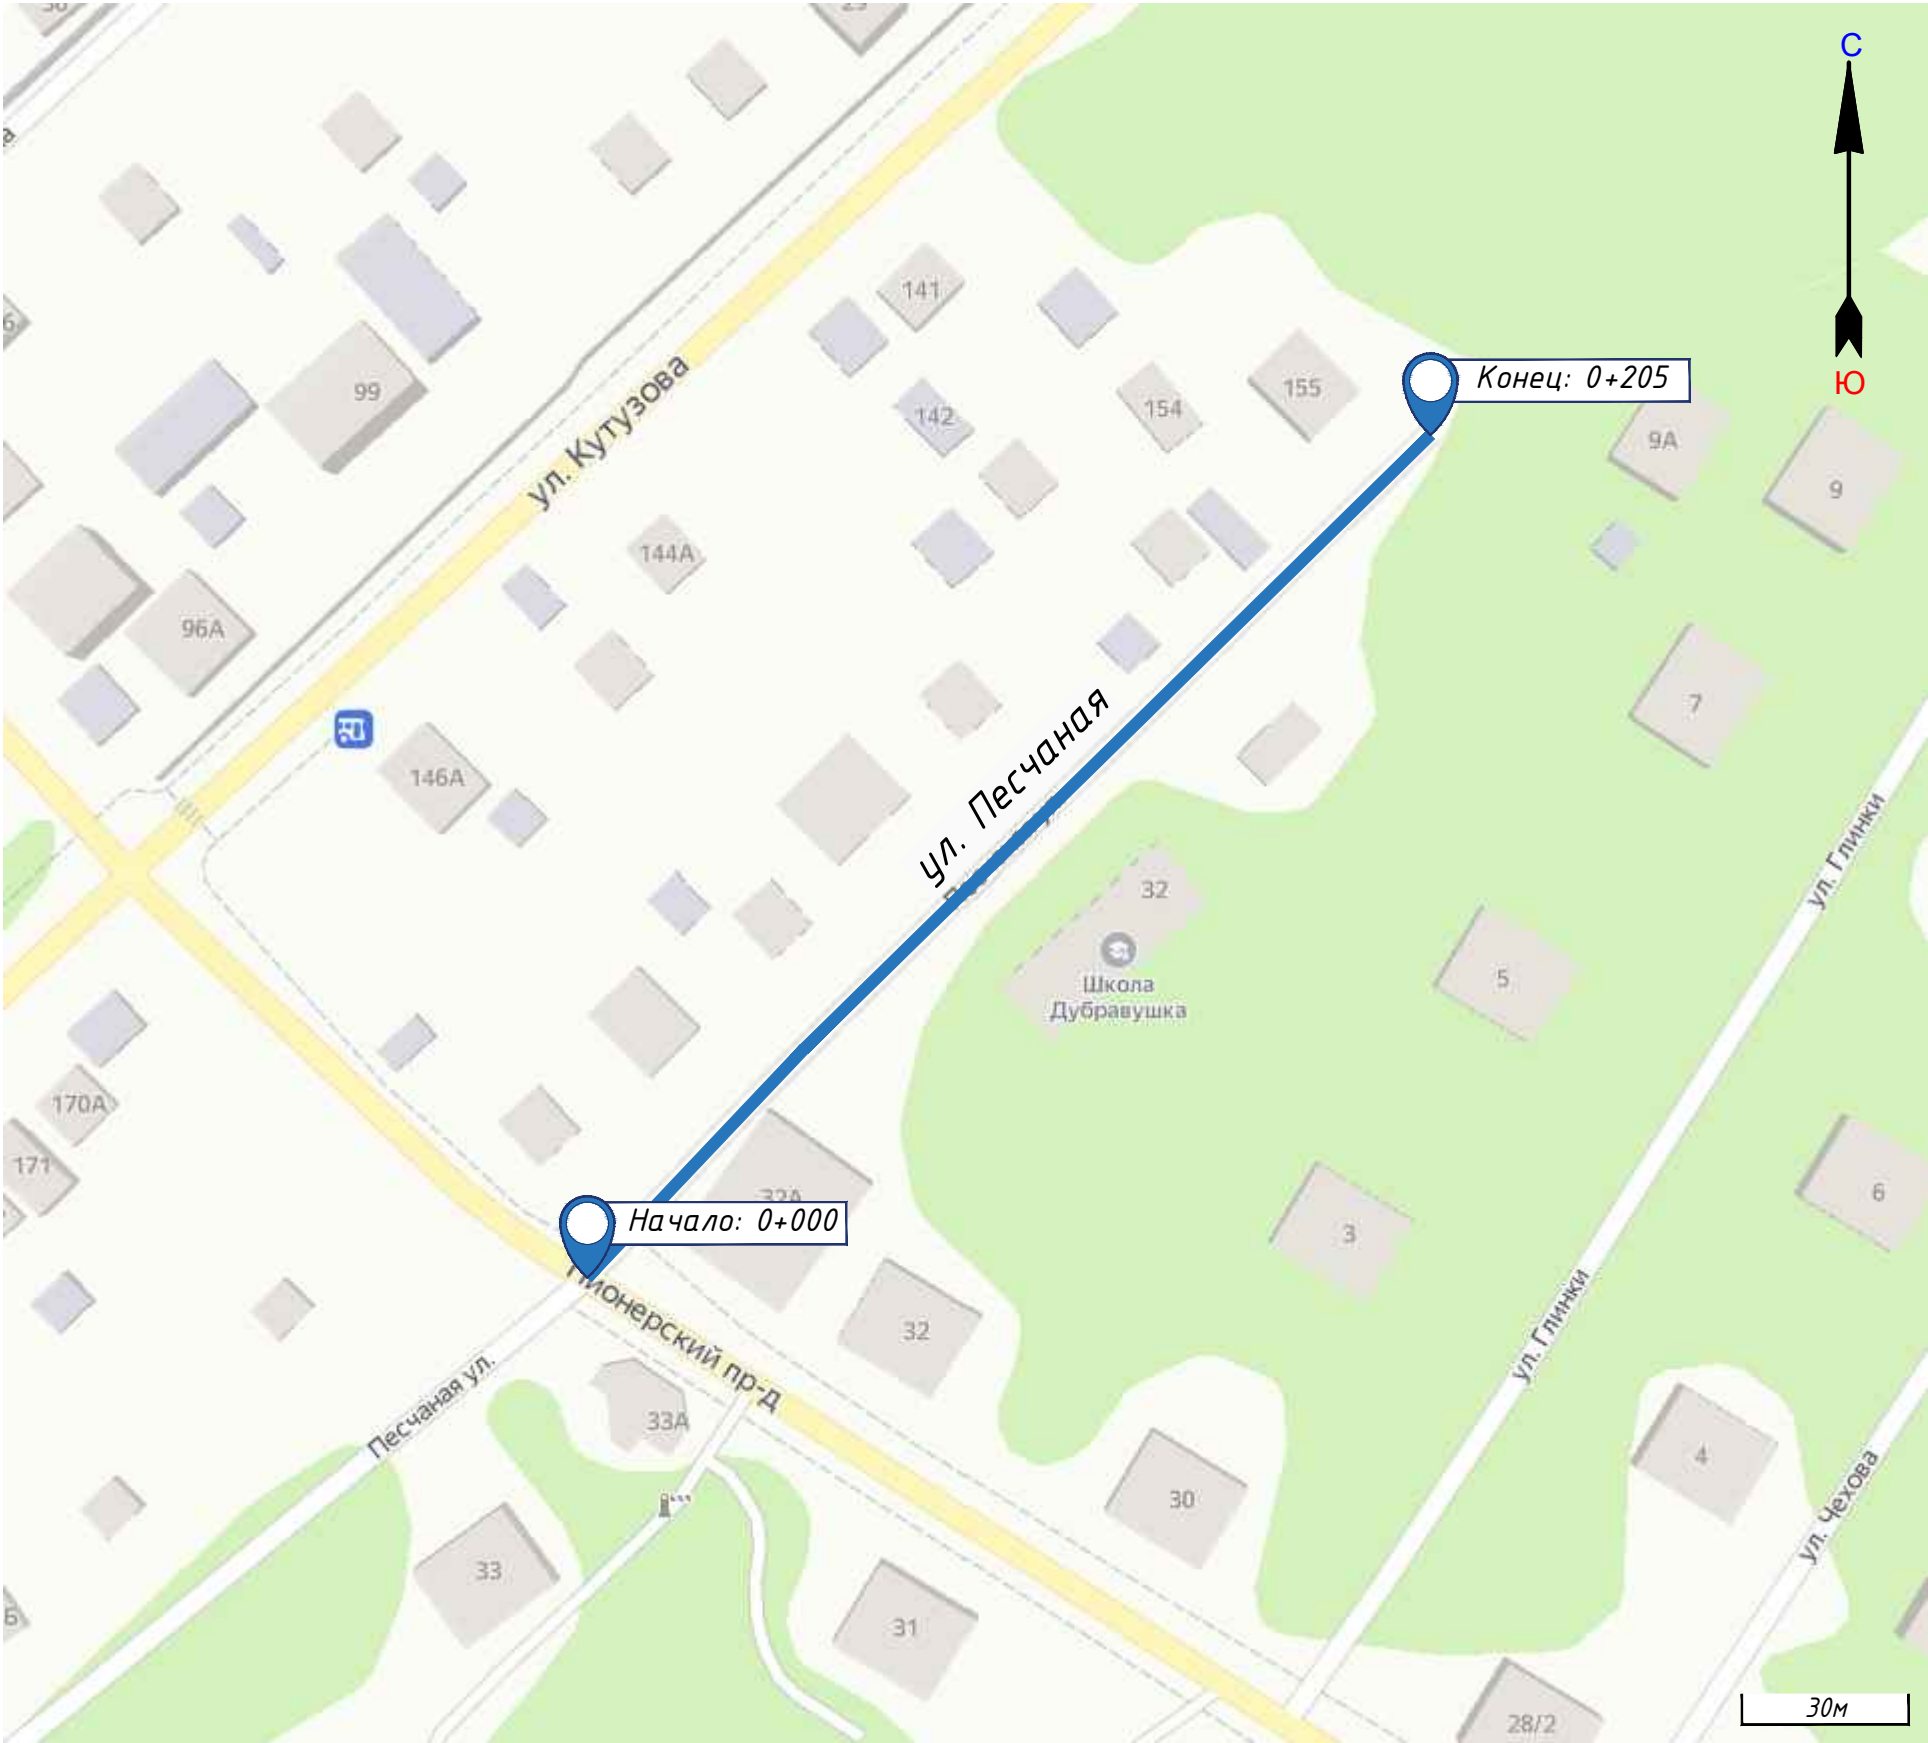 С
141
99
155
Конец: 0+205
Ю
154
142
9А
ул. Кутузова
9
144А
96А
7
ул. Песчаная
146А
ул. Глинки
32
5
Школа
Дубравушка
170А
171
32А
6
Начало: 0+000
3
Пионерский пр-д
32
ул. Глинки
Песчаная ул.
33А
4
30
ул. Чехова
33
31
30м
28/2